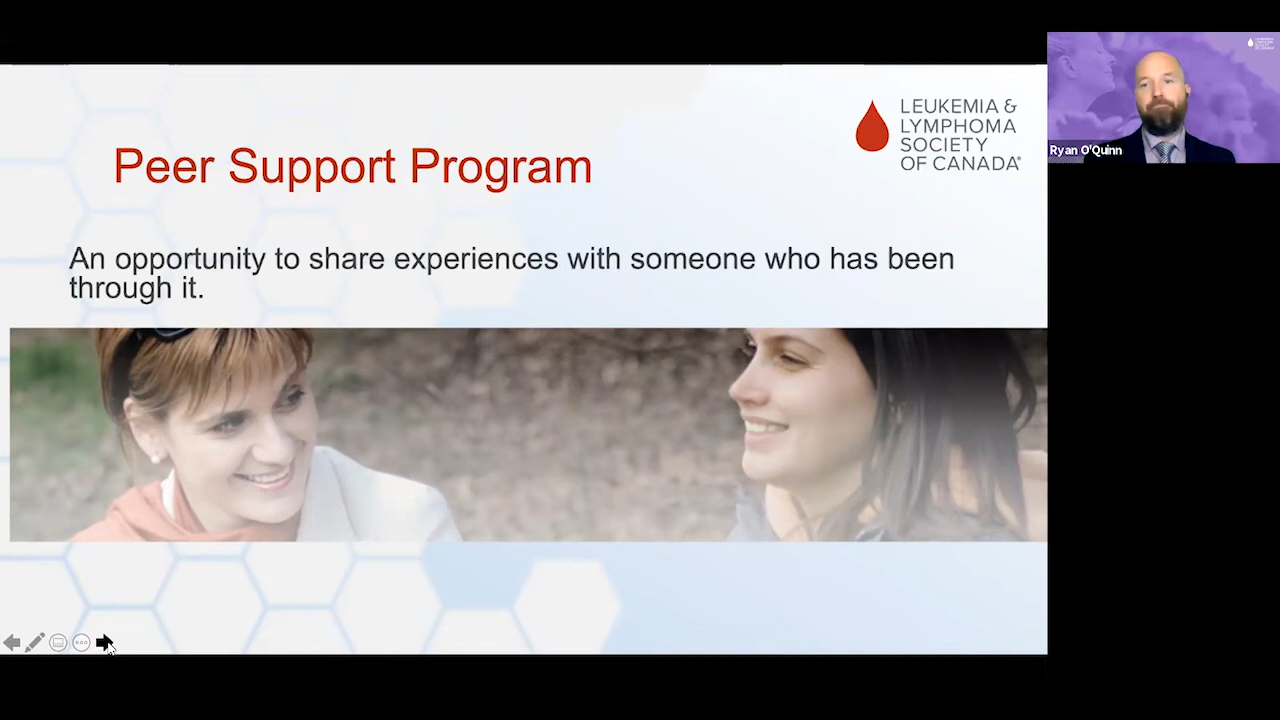 Peer Support Program
LEUKEMIA &
LYMPHOMA
SOCIETY
OF CANADA®
An opportunity to share experiences with someone who has been
through it.
Ryan O'Quinn